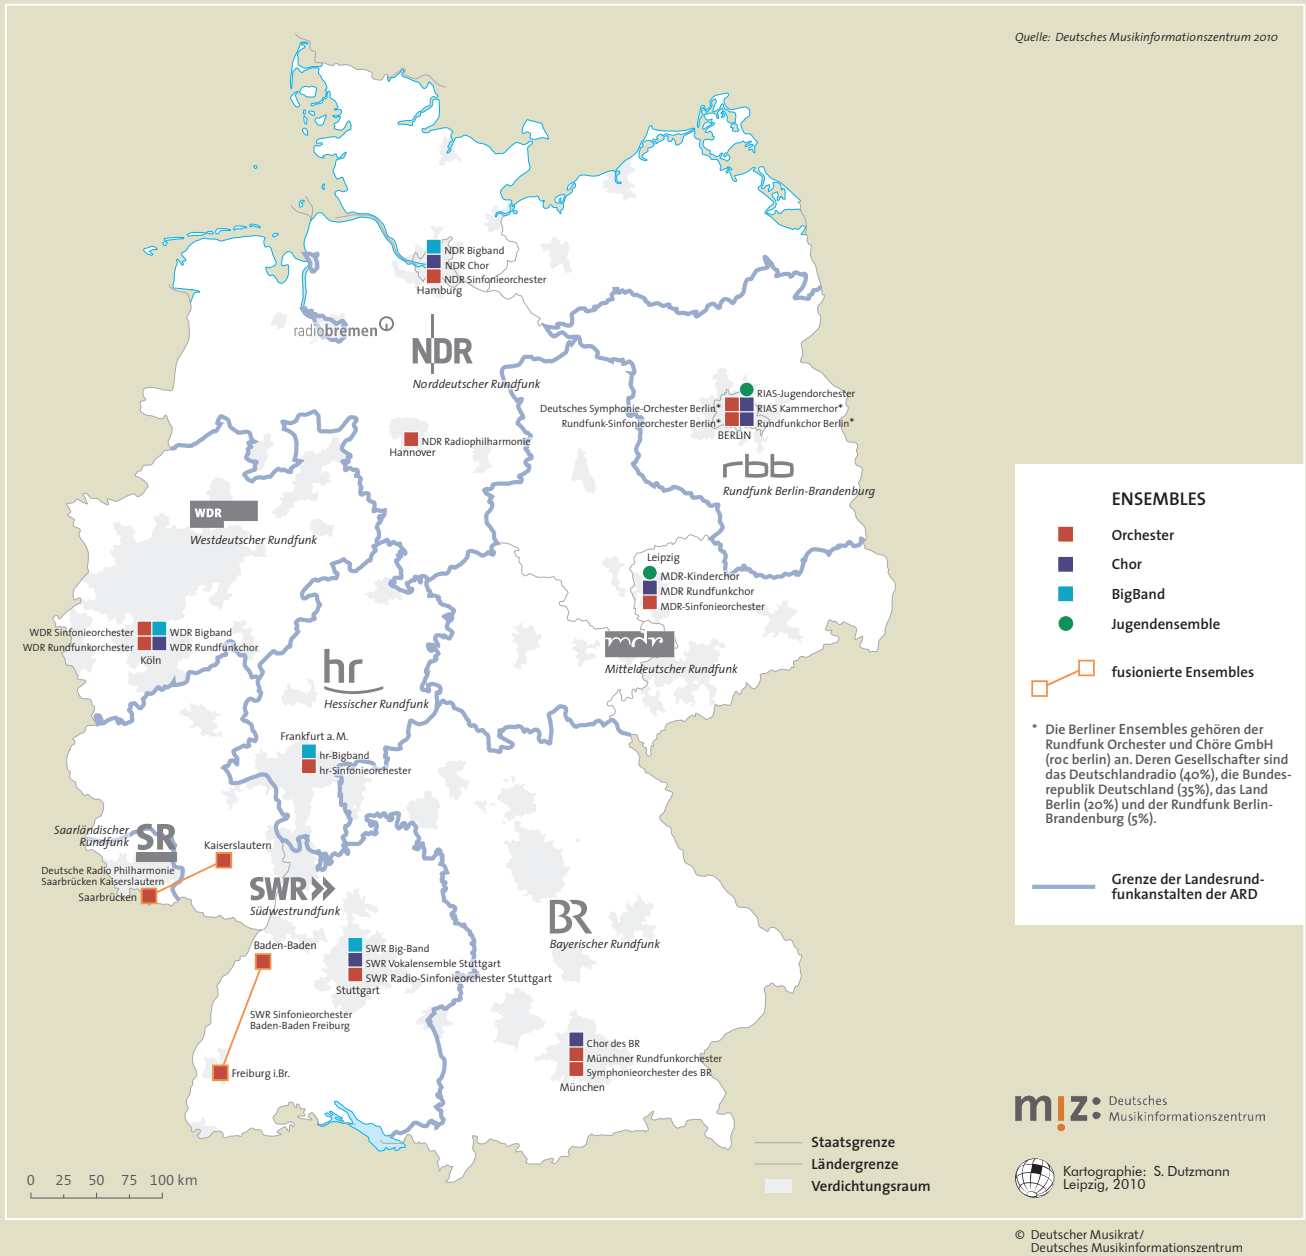 Quelle: Deutsches Musikinformationszentrum 2010
NDR Bigband
NDR Chor
NDR Sinfonieorchester
Hamburg
radiobremen
NDR
Norddeutscher Rundfunk
NDR Radiophilharmonie
Hannover
RIAS-Jugendorchester
Deutsches Symphonie-Orchester Berlin*
RIAS Kammerchor*
Rundfunk-Sinfonieorchester Berlin*
Rundfunkchor Berlin*
BERLIN
rbb
Rundfunk Berlin-Brandenburg
WDR
Westdeutscher Rundfunk
Leipzig
MDR-Kinderchor
MDR Rundfunkchor
MDR-Sinfonieorchester
mdr
Mitteldeutscher Rundfunk
WDR Sinfonieorchester
WDR Bigband
WDR Rundfunkorchester
WDR Rundfunkchor
Köln
hr
Hessischer Rundfunk
Frankfurt a.M.
hr-Bigband
hr-Sinfonieorchester
Saarländischer
Rundfunk
SR
Kaiserslautern
Deutsche Radio Philharmonie
Saarbrücken Kaiserslautern
Saarbrücken
SWR
Südwestrundfunk
BR
Bayerischer Rundfunk
Baden-Baden
SWR Big-Band
SWR Vokalensemble Stuttgart
SWR Radio-Sinfonieorchester Stuttgart
Stuttgart
SWR Sinfonieorchester
Baden-Baden Freiburg
Freiburg i.Br.
Chor des BR
Münchner Rundfunkorchester
Symphonieorchester des BR
München
ENSEMBLES
Orchester
Chor
BigBand
Jugendensemble
fusionierte Ensembles
* Die Berliner Ensembles gehören der
Rundfunk Orchester und Chöre GmbH
(roc berlin) an. Deren Gesellschafter sind
das Deutschlandradio (40%), die Bundes-
republik Deutschland (35%), das Land
Berlin (20%) und der Rundfunk Berlin-
Brandenburg (5%).
Grenze der Landesrund-
funkanstalten der ARD
Staatsgrenze
Ländergrenze
Verdichtungsraum
0 25 50 75 100 km
miz: Deutsches
Musikinformationszentrum
Kartographie: S. Dutzmann
Leipzig, 2010
© Deutscher Musikrat/
Deutsches Musikinformationszentrum